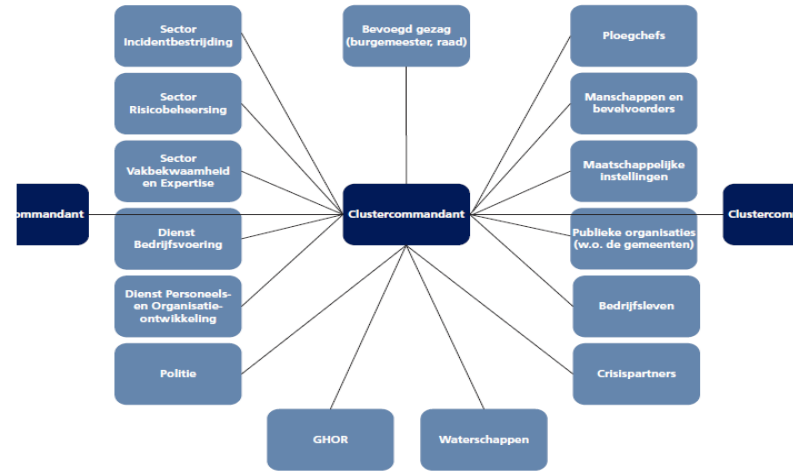 Sector
Incidentbestrijding
Bevoegd gezag
(burgemeester, raad)
Ploegchefs
Sector
Risicobeheersing
Manschappen en
bevelvoerders
Sector
Vakbekwaamheid
en Expertise
Maatschappelijke
instellingen
ommandant
Clustercommandant
Clustercomm
Dienst
Bedrijfsvoering
Publieke organisaties
(w.o. de gemeenten)
Dienst Personeels-
en Organisatie-
ontwikkeling
Bedrijfsleven
Politie
Crisispartners
GHOR
Waterschappen